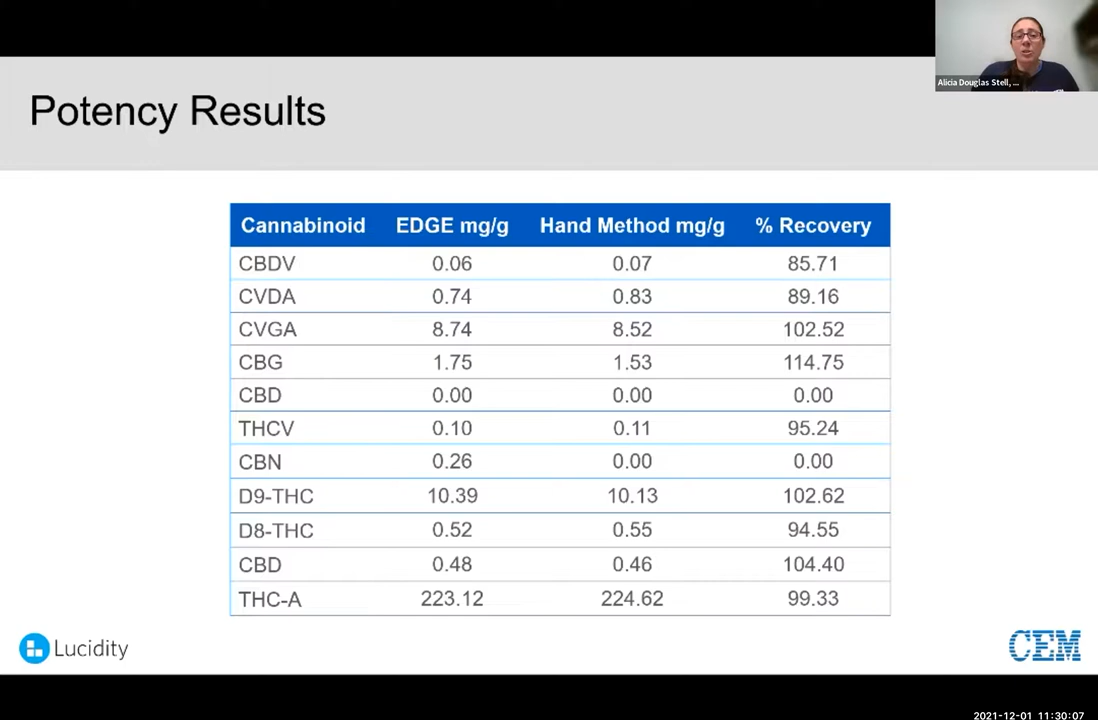 Alicia Douglas Stell, ...
Potency Results
Cannabinoid EDGE mg/g Hand Method mg/g % Recovery
CBDV 0.06 0.07 85.71
CVDA 0.74 0.83 89.16
CVGA 8.74 8.52 102.52
CBG 1.75 1.53 114.75
CBD 0.00 0.00 0.00
THCV 0.10 0.11 95.24
CBN 0.26 0.00 0.00
D9-THC 10.39 10.13 102.62
D8-THC 0.52 0.55 94.55
CBD 0.48 0.46 104.40
THC-A 223.12 224.62 99.33
Lucidity
CEM
2021-12-01 11:30:07